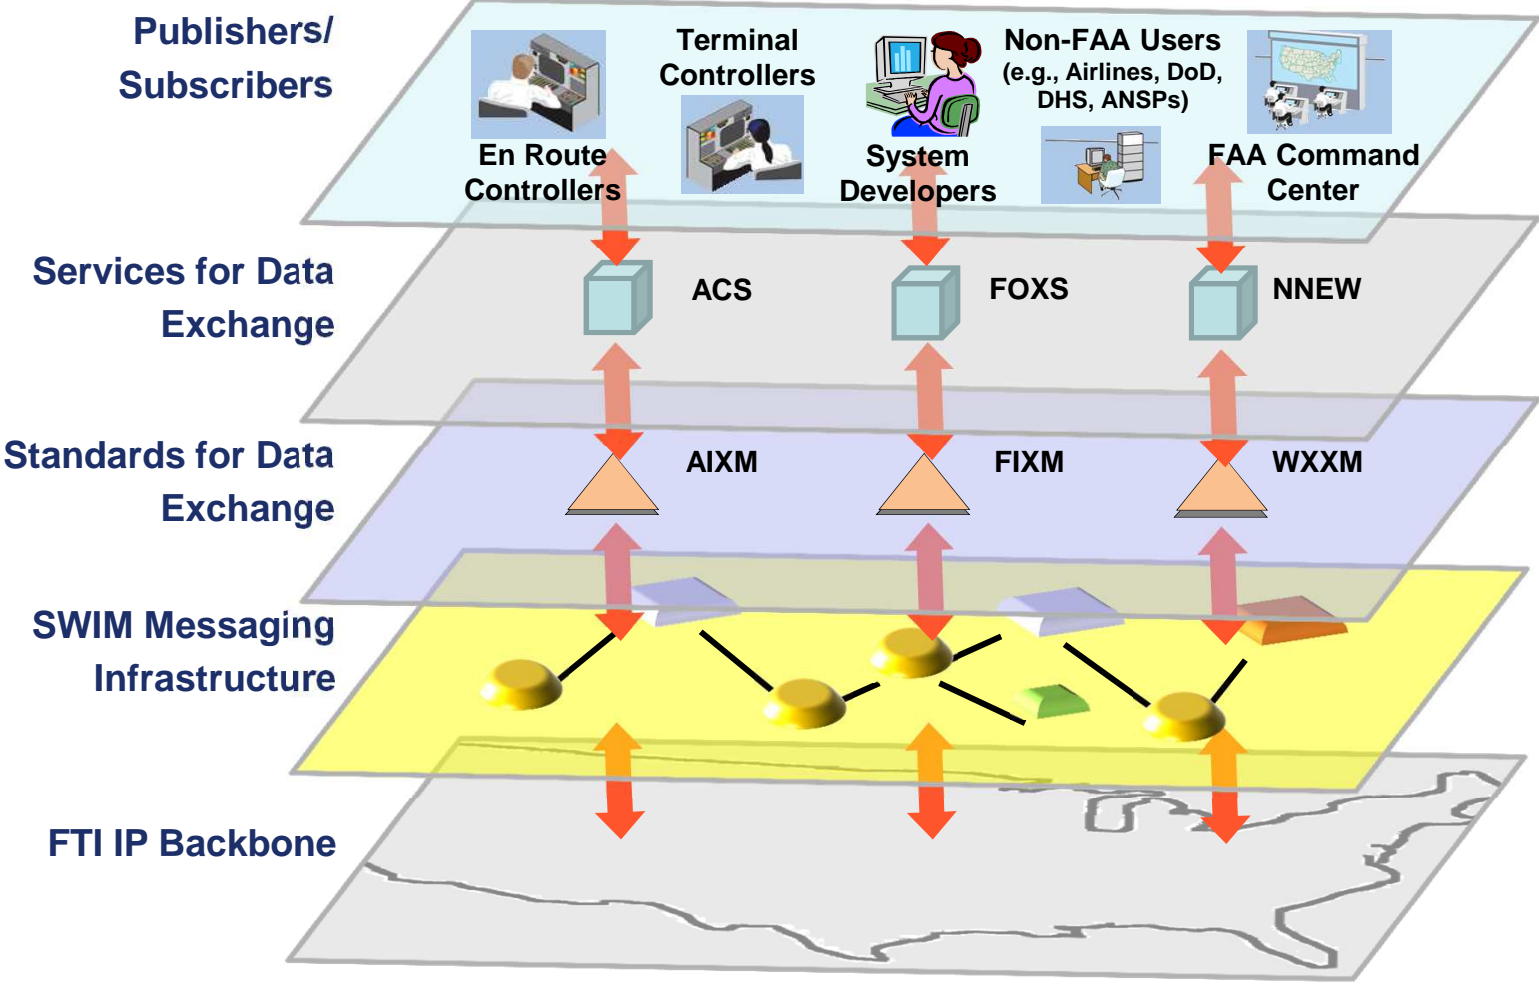 Publishers/
Subscribers
En Route
Controllers
Terminal
Controllers
System
Developers
Non-FAA Users
(e.g., Airlines, DoD,
DHS, ANSPs)
FAA Command
Center
Services for Data
Exchange
ACS
FOXS
NNEW
Standards for Data
Exchange
AIXM
FIXM
WXXM
SWIM Messaging
Infrastructure
FTI IP Backbone